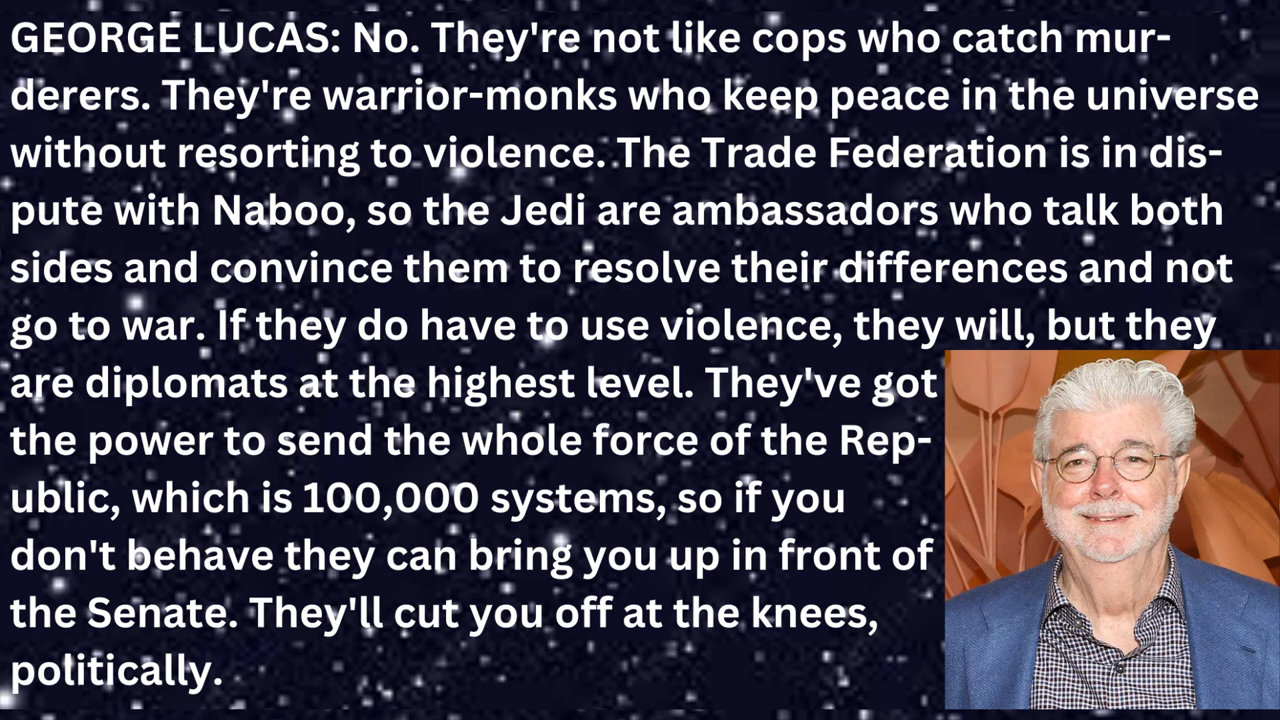 GEORGE LUCAS: No. They're not like cops who catch mur-
derers. They're warrior-monks who keep peace in the universe
without resorting to violence. The Trade Federation is in dis-
pute with Naboo, so the Jedi are ambassadors who talk both
sides and convince them to resolve their differences and not
go to war. If they do have to use violence, they will, but they
are diplomats at the highest level. They've got
the power to send the whole force of the Rep-
ublic, which is 100,000 systems, so if you
don't behave they can bring you up in front of
the Senate. They'll cut you off at the knees,
politically.